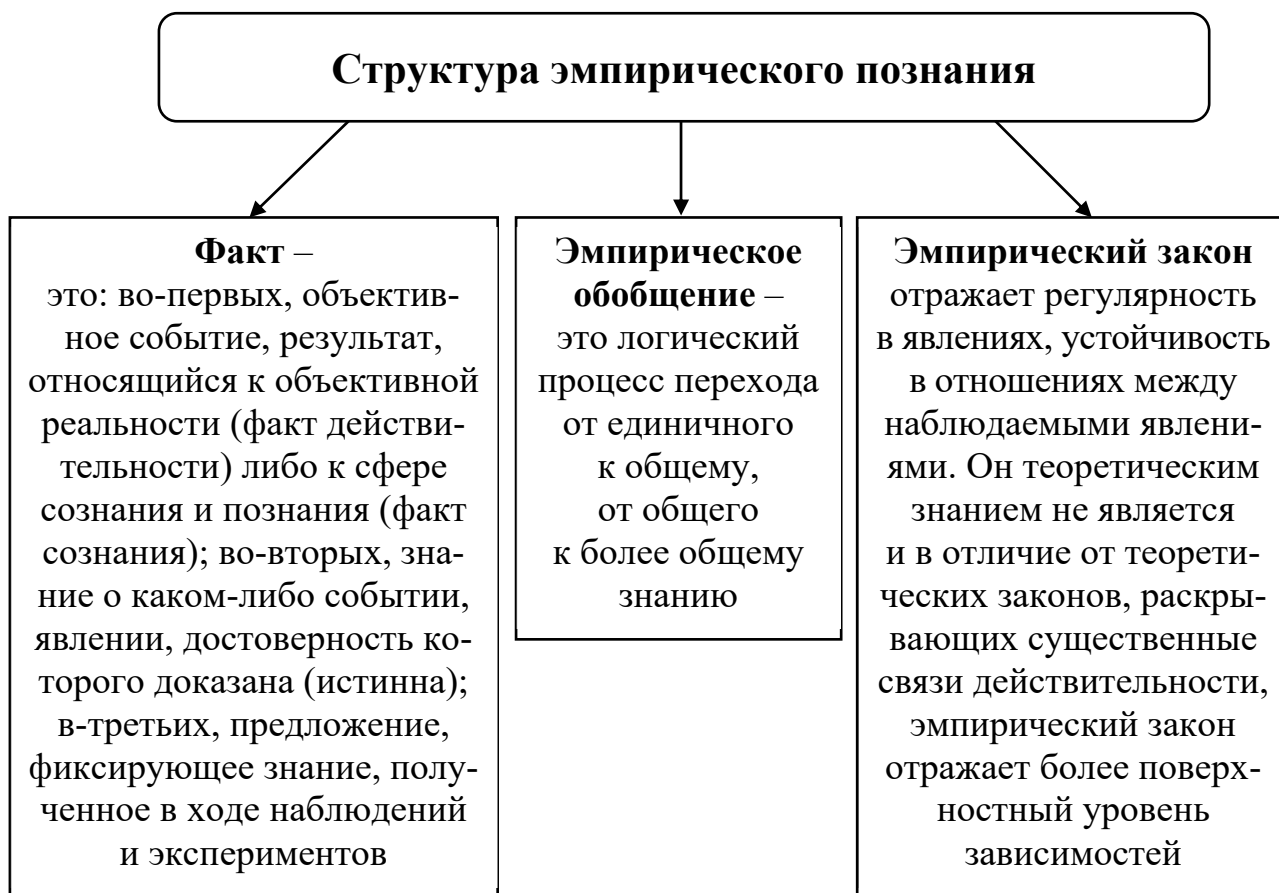 Структура эмпирического познания
Факт –
это: во-первых, объектив-
ное событие, результат,
относящийся к объективной
реальности (факт действи-
тельности) либо к сфере
сознания и познания (факт
сознания); во-вторых, зна-
ние о каком-либо событии,
явлении, достоверность ко-
торого доказана (истинна);
в-третьих, предложение,
фиксирующее знание, полу-
ченное в ходе наблюдений
и экспериментов
Эмпирическое
обобщение –
это логический
процесс перехода
от единичного
к общему,
от общего
к более общему
знанию
Эмпирический закон
отражает регулярность
в явлениях, устойчивость
в отношениях между
наблюдаемыми явлени-
ями. Он теоретическим
знанием не является
и в отличие от теорети-
ческих законов, раскры-
вающих существенные
связи действительности,
эмпирический закон
отражает более поверх-
ностный уровень
зависимостей